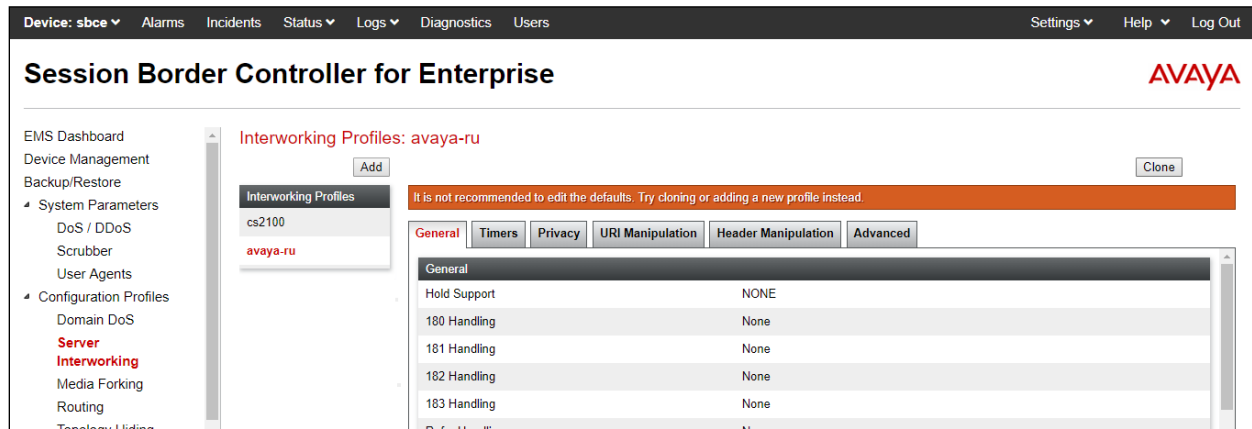 Device: sbce Alarms Incidents Status Logs Diagnostics Users Settings Help Log Out
Session Border Controller for Enterprise
AVAYA
EMS Dashboard
Device Management
Backup/Restore
System Parameters
DoS / DDoS
Scrubber
User Agents
Configuration Profiles
Domain DoS
Server
Interworking
Media Forking
Routing
Topology Hiding
Interworking Profiles: avaya-ru
Add
Clone
Interworking Profiles
cs2100
avaya-ru
It is not recommended to edit the defaults. Try cloning or adding a new profile instead.
General Timers Privacy URI Manipulation Header Manipulation Advanced
General
Hold Support NONE
180 Handling None
181 Handling None
182 Handling None
183 Handling None